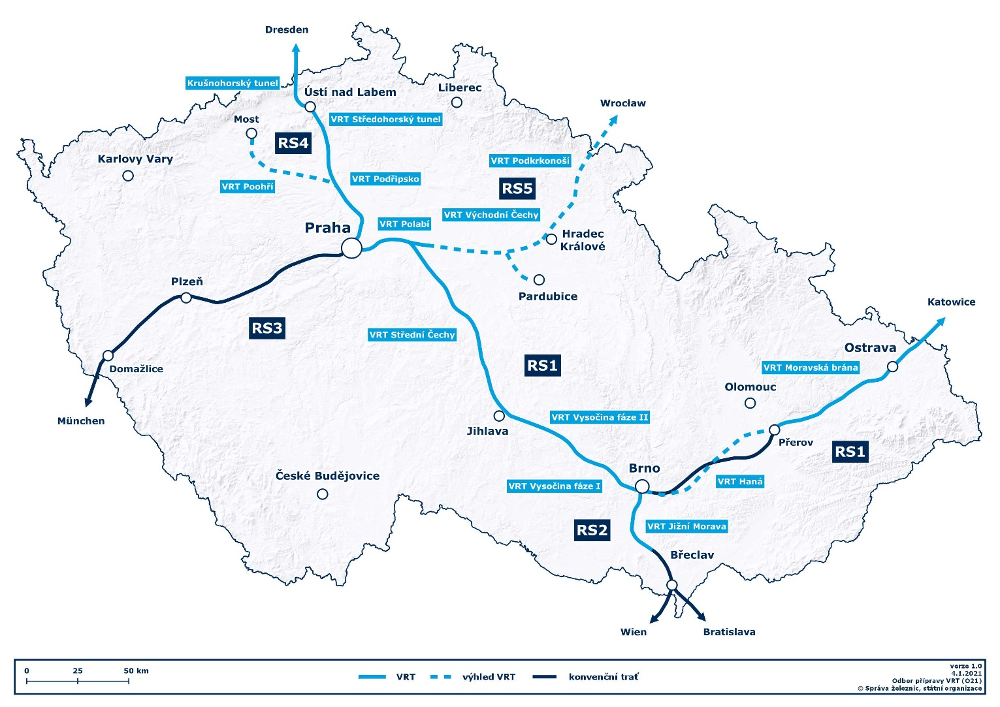 Dresden
Krušnohorský tunel
Ústí nad Labem
Liberec
Wrocław
Most
VRT Středohorský tunel
RS4
Karlovy Vary
VRT Podkrkonoší
VRT Poohří
VRT Podřipsko
RS5
VRT Východní Čechy
Praha
VRT Polabí
Hradec
Králové
Plzeň
Pardubice
Katowice
RS3
VRT Střední Čechy
Ostrava
RS1
Domažlice
VRT Moravská brána
Olomouc
München
Jihlava
VRT Vysočina fáze II
Přerov
RS1
Brno
České Budějovice
VRT Vysočina fáze I
VRT Haná
RS2
VRT Jižní Morava
Břeclav
Wien
Bratislava
0 25 50 km
VRT
výhled VRT
konvenční trať
verze 1.0
4.1.2021
Odbor přípravy VRT (O21)
© Správa železnic, státní organizace